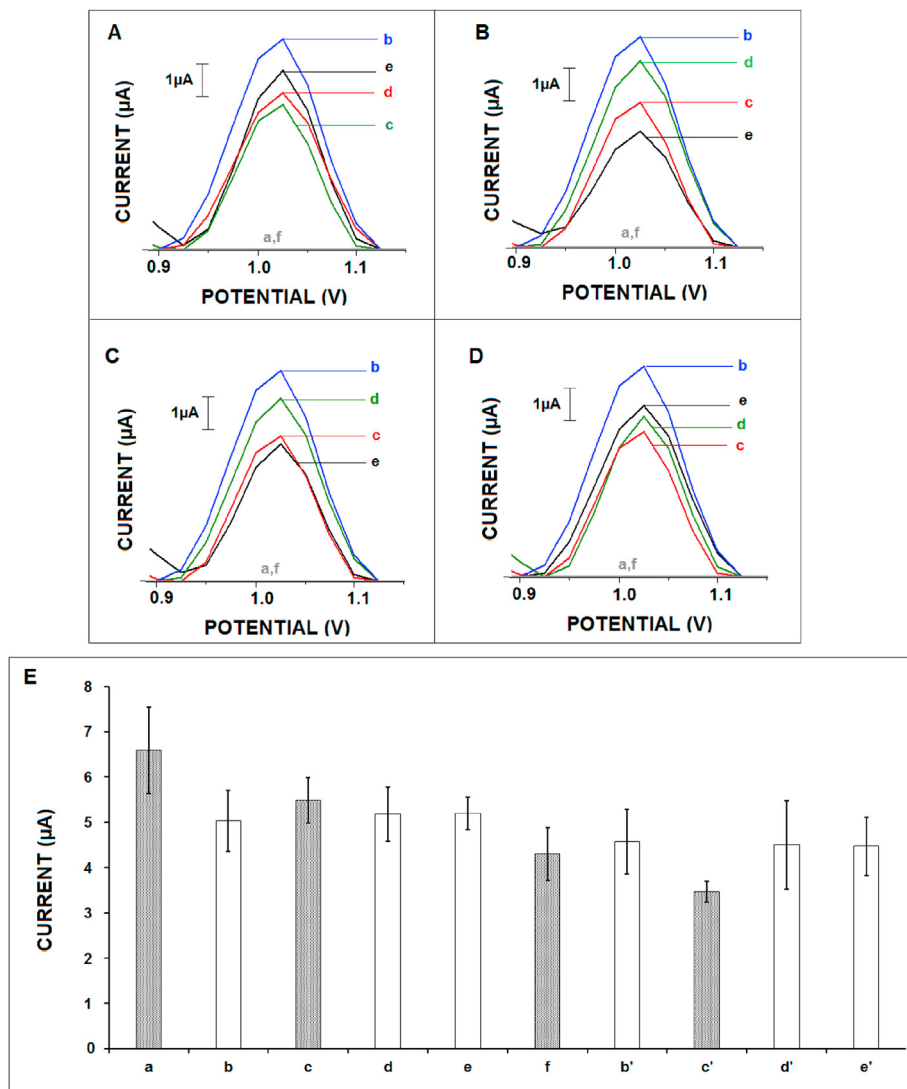 A
b
e
d
c
1µA
a,f
CURRENT (µA)
0.9
1.0
1.1
POTENTIAL (V)
B
b
d
c
e
1µA
a,f
CURRENT (µA)
0.9
1.0
1.1
POTENTIAL (V)
C
b
d
c
e
1µA
a,f
CURRENT (µA)
0.9
1.0
1.1
POTENTIAL (V)
D
b
e
d
c
1µA
a,f
CURRENT (µA)
0.9
1.0
1.1
POTENTIAL (V)
E
CURRENT (µA)
8
7
6
5
4
3
2
1
0
a b c d e f b' c' d' e'